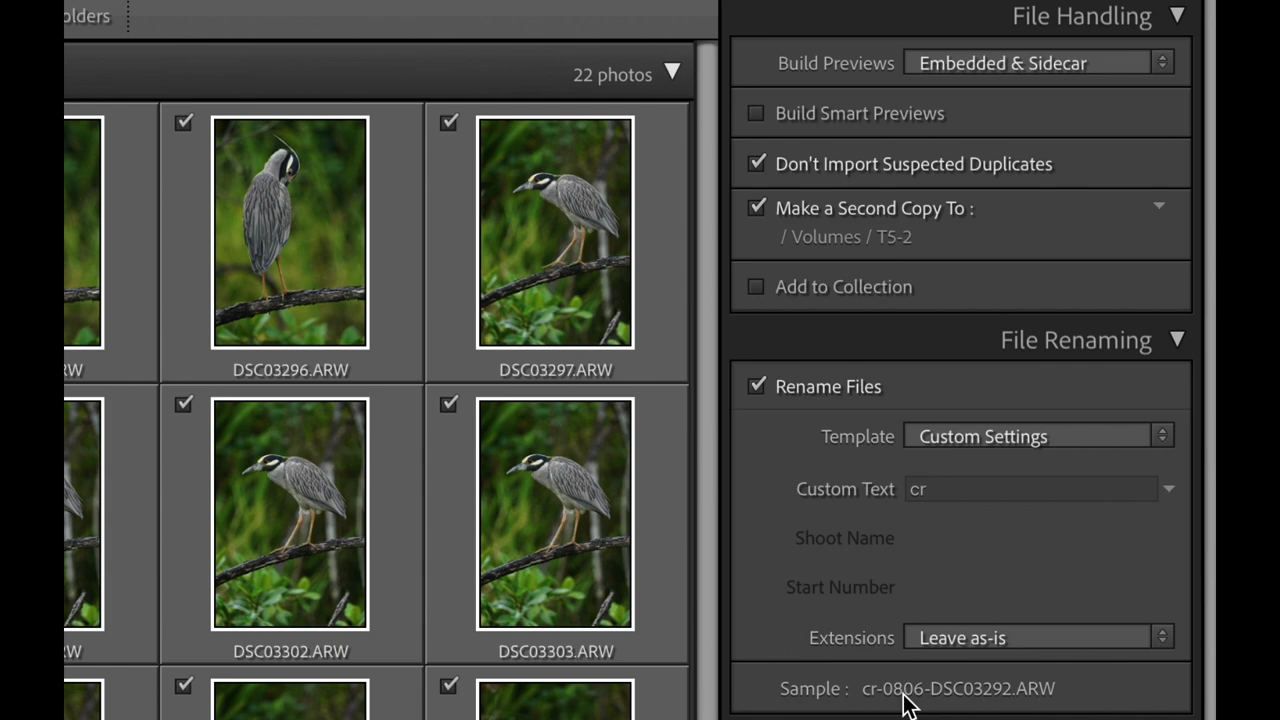 olders
22 photos
RW
DSC03296.ARW
DSC03297.ARW
RW
DSC03302.ARW
DSC03303.ARW
File Handling
Build Previews Embedded & Sidecar
Build Smart Previews
Don't Import Suspected Duplicates
Make a Second Copy To :
/ Volumes / T5-2
Add to Collection
File Renaming
Rename Files
Template Custom Settings
Custom Text cr
Shoot Name
Start Number
Extensions Leave as-is
Sample : cr-0806-DSC03292.ARW